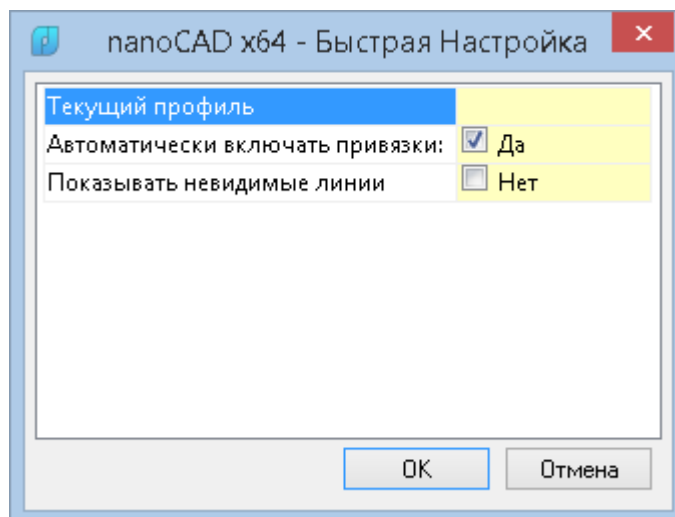 nanoCAD x64 - Быстрая Настройка
Текущий профиль
Автоматически включать привязки: Да
Показывать невидимые линии Нет
OK Отмена